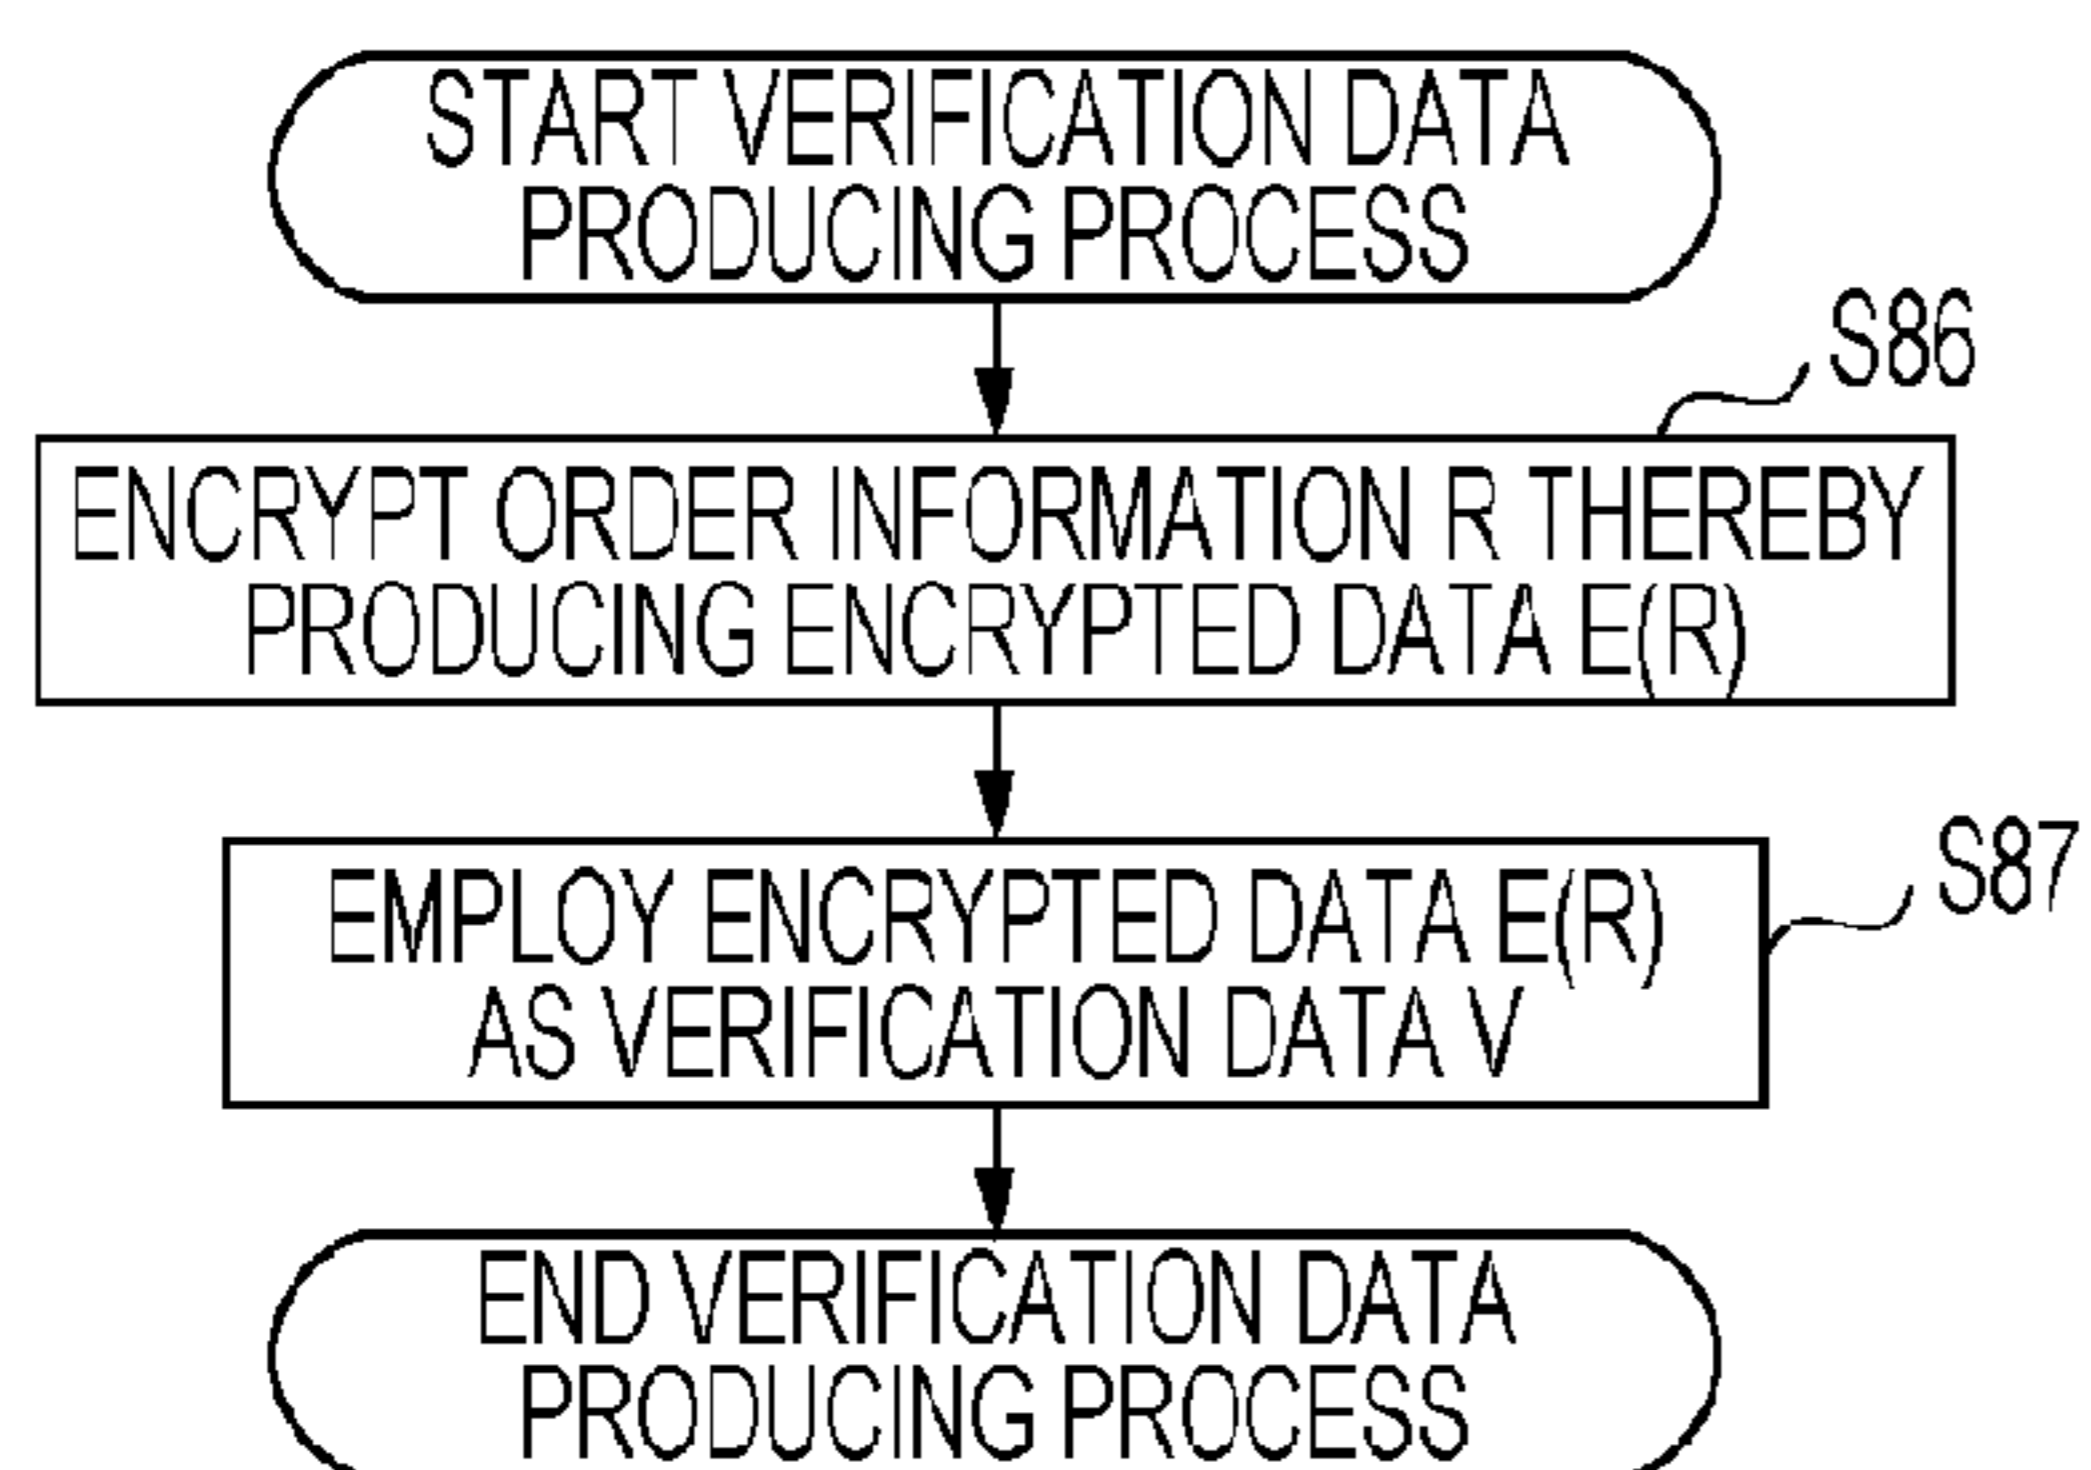 START VERIFICATION DATA
PRODUCING PROCESS
S86
ENCRYPT ORDER INFORMATION R THEREBY
PRODUCING ENCRYPTED DATA E(R)
S87
EMPLOY ENCRYPTED DATA E(R)
AS VERIFICATION DATA V
END VERIFICATION DATA
PRODUCING PROCESS